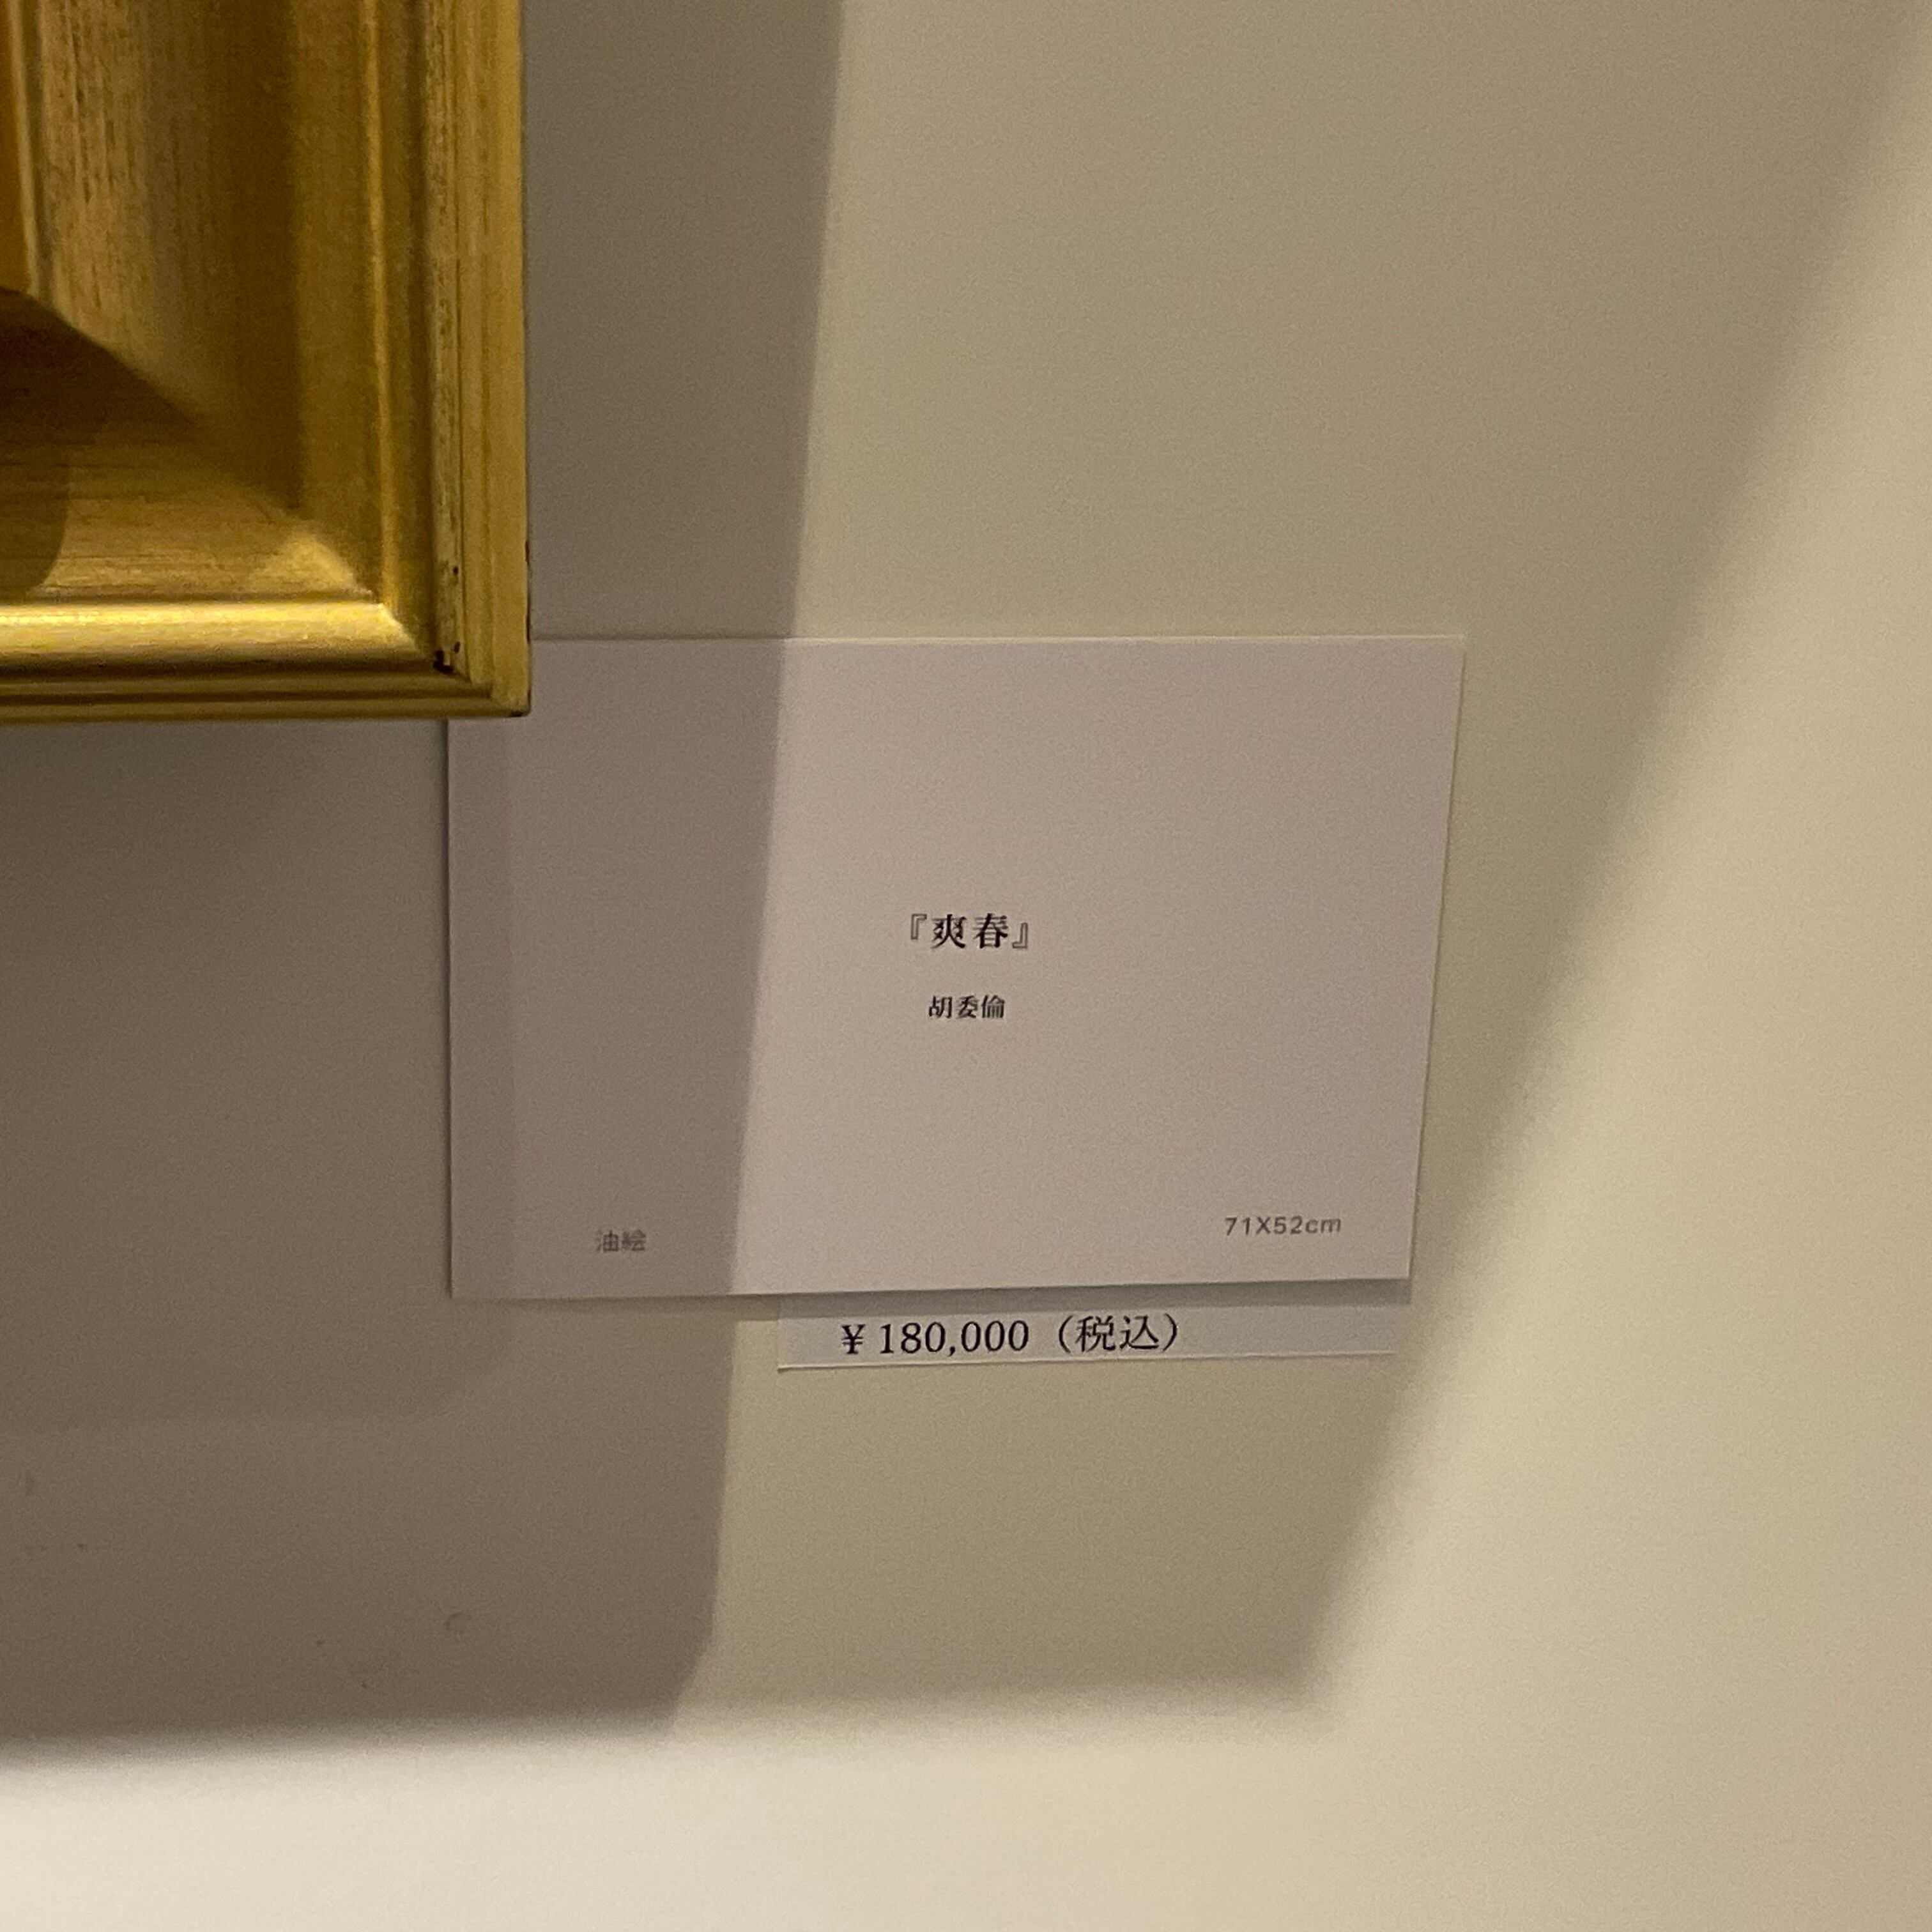 『爽春』
胡委倫
油絵
71X52cm
¥ 180,000（税込）